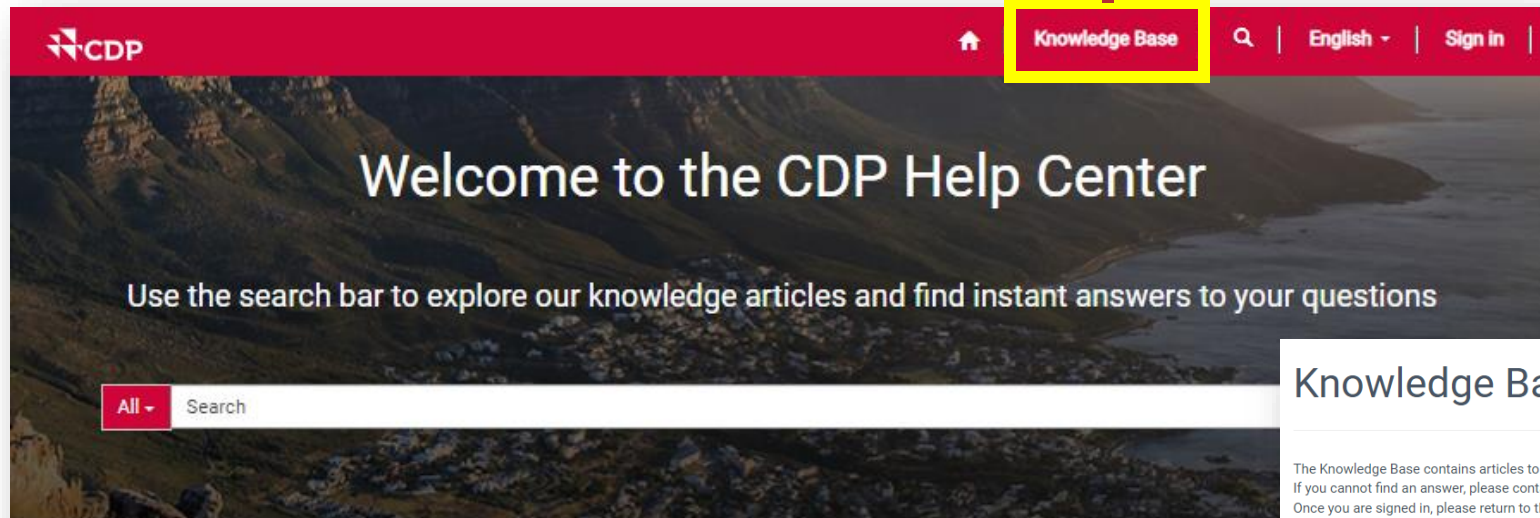 CDP
Knowledge Base
English
Sign in
Welcome to the CDP Help Center
Use the search bar to explore our knowledge articles and find instant answers to your questions
All
Search
Knowledge Ba
The Knowledge Base contains articles to
If you cannot find an answer, please cont
Once you are signed in, please return to t